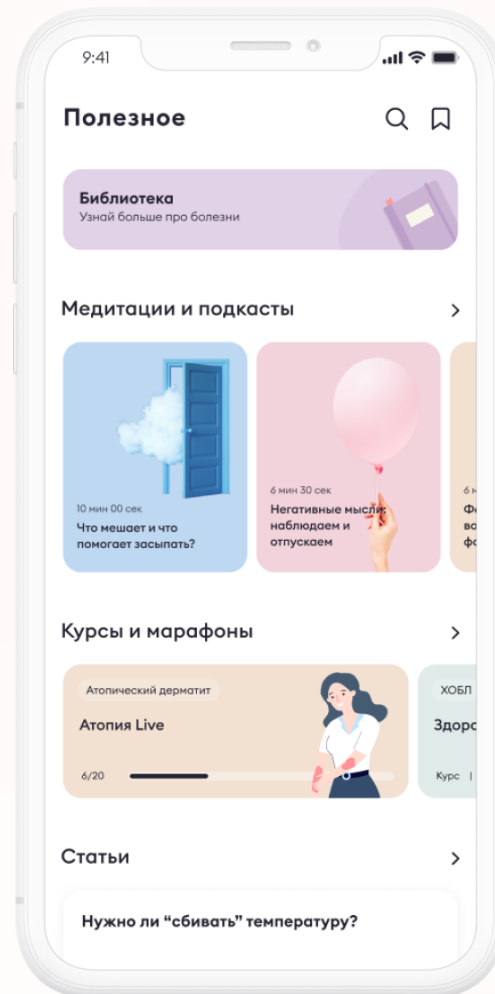 9:41
Полезное
Библиотека
Узнай больше про болезни
Медитации и подкасты
10 мин 00 сек
Что мешает и что
помогает засыпать?
6 мин 30 сек
Негативные мысли:
наблюдаем и
отпускаем
Курсы и марафоны
Атопический дерматит
Атопия Live
6/20
ХОБЛ
Курс |
Статьи
Нужно ли “сбивать” температуру?